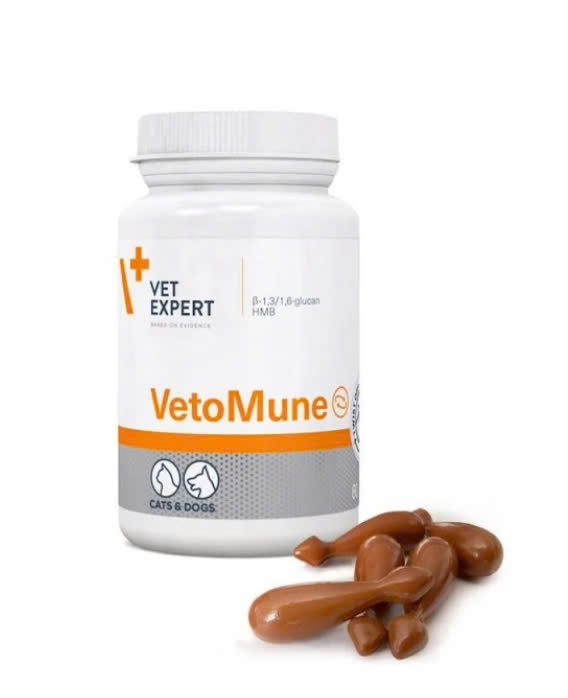 VET
EXPERT
BASED ON EVIDENCE
β-1,3/1,6-glucan
HMB
VetoMune
CATS & DOGS